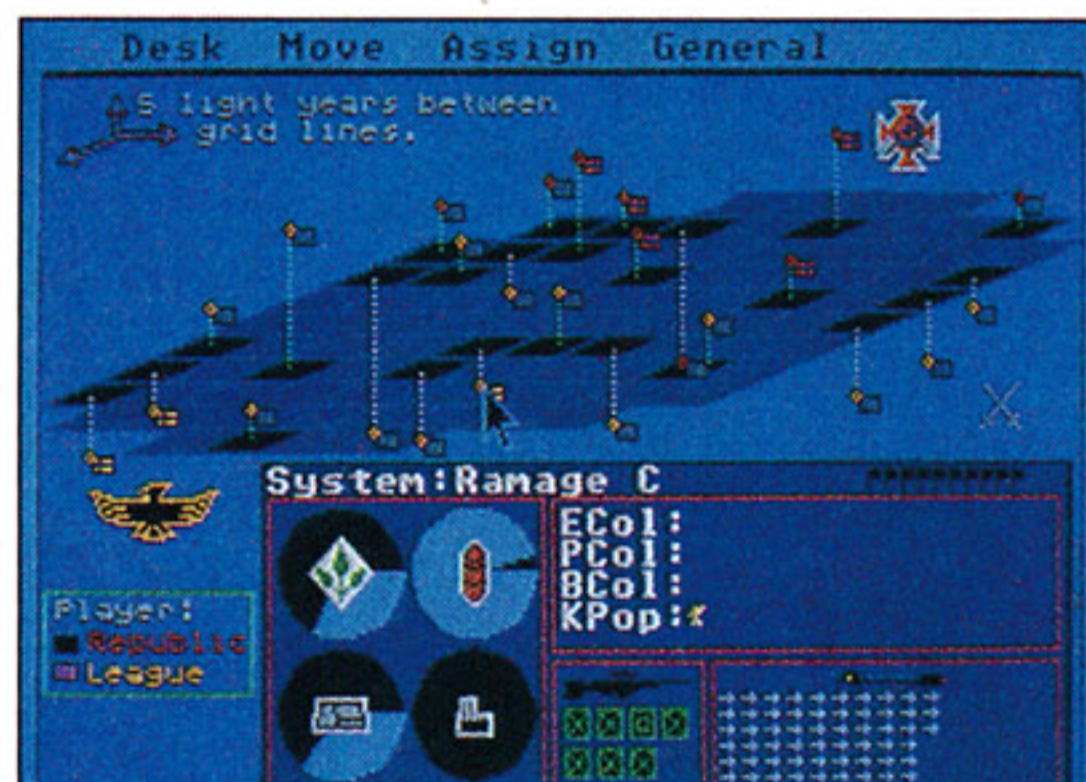 Desk Move Assign General
5 light years between
grid lines.
System:Ramage C
ECol:
PCol:
BCol:
KPop:
Player:
Republic
League